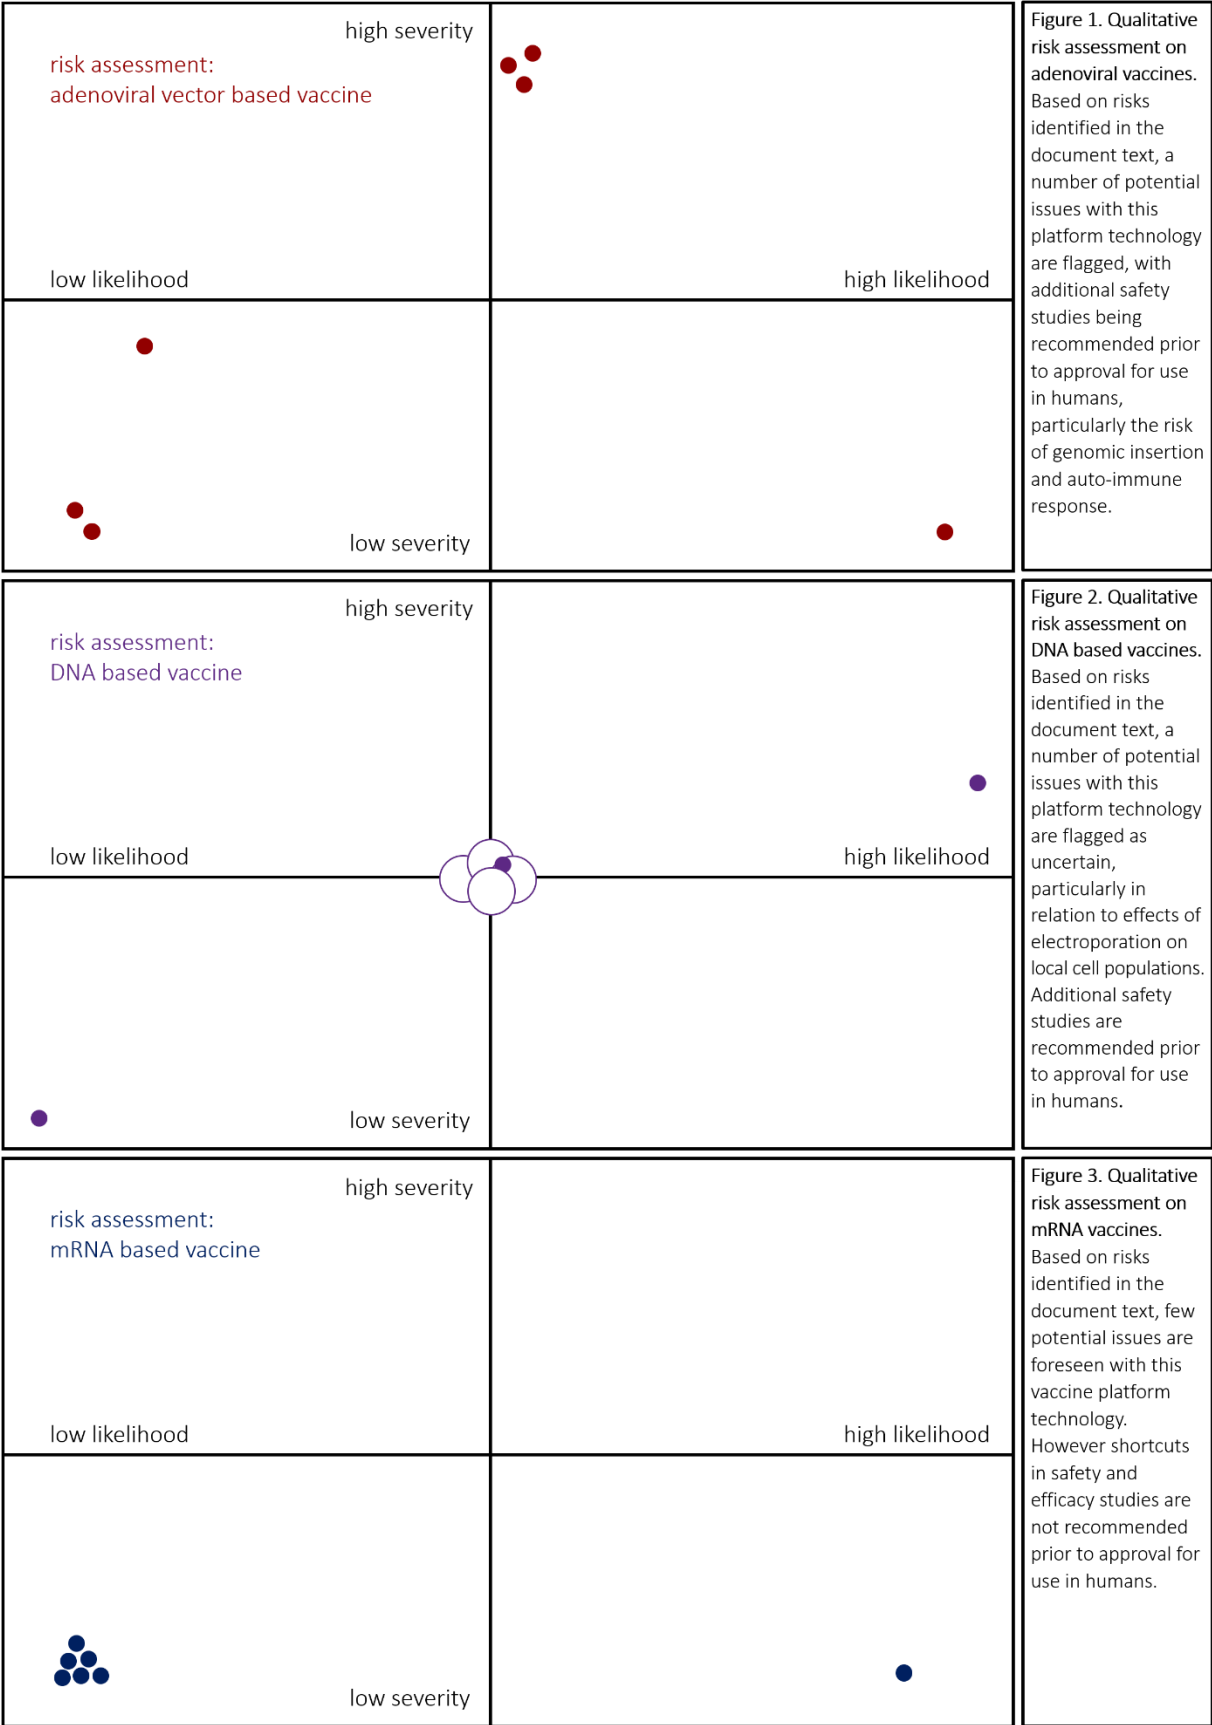 high severity
risk assessment:
adenoviral vector based vaccine
low likelihood
high likelihood
low severity
Figure 1. Qualitative
risk assessment on
adenoviral vaccines.
Based on risks
identified in the
document text, a
number of potential
issues with this
platform technology
are flagged, with
additional safety
studies being
recommended prior
to approval for use
in humans,
particularly the risk
of genomic insertion
and auto-immune
response.
high severity
risk assessment:
DNA based vaccine
low likelihood
high likelihood
low severity
Figure 2. Qualitative
risk assessment on
DNA based vaccines.
Based on risks
identified in the
document text, a
number of potential
issues with this
platform technology
are flagged as
uncertain,
particularly in
relation to effects of
electroporation on
local cell populations.
Additional safety
studies are
recommended prior
to approval for use
in humans.
high severity
risk assessment:
mRNA based vaccine
low likelihood
high likelihood
low severity
Figure 3. Qualitative
risk assessment on
mRNA vaccines.
Based on risks
identified in the
document text, few
potential issues are
foreseen with this
vaccine platform
technology.
However shortcuts
in safety and
efficacy studies are
not recommended
prior to approval for
use in humans.